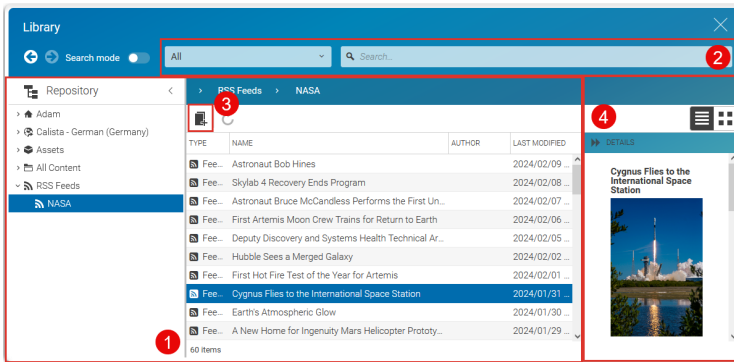 Library
Search mode
All
Search...
2
Repository
RSS Feeds > NASA
3
4
Adam
Calista - German (Germany)
Assets
All Content
RSS Feeds
NASA
TYPE NAME AUTHOR LAST MODIFIED
Fee... Astronaut Bob Hines 2024/02/09 ...
Fee... Skylab 4 Recovery Ends Program 2024/02/08 ...
Fee... Astronaut Bruce McCandless Performs the First Un... 2024/02/07 ...
Fee... First Artemis Moon Crew Trains for Return to Earth 2024/02/06 ...
Fee... Deputy Discovery and Systems Health Technical Ar... 2024/02/05 ...
Fee... Hubble Sees a Merged Galaxy 2024/02/02 ...
Fee... First Hot Fire Test of the Year for Artemis 2024/02/01 ...
Fee... Cygnus Flies to the International Space Station 2024/01/31 ...
Fee... Earth's Atmospheric Glow 2024/01/30 ...
Fee... A New Home for Ingenuity Mars Helicopter Prototy... 2024/01/29 ...
1
60 items
DETAILS
Cygnus Flies to the
International Space
Station